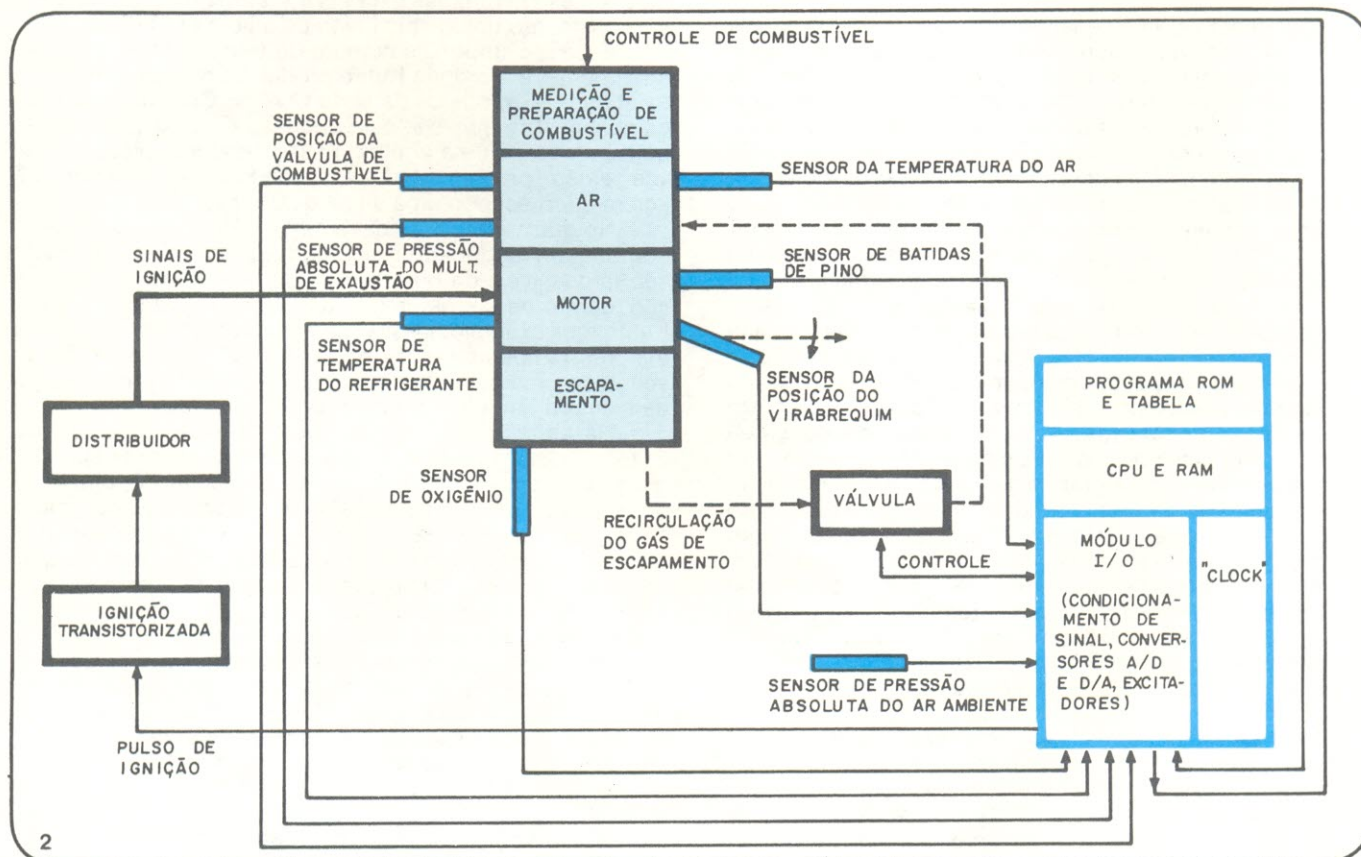 CONTROLE DE COMBUSTÍVEL
MEDIÇÃO E
PREPARAÇÃO DE
COMBUSTÍVEL
SENSOR DE
POSIÇÃO DA
VÁLVULA DE
COMBUSTÍVEL
AR
SENSOR DA TEMPERATURA DO AR
SINAIS DE
IGNIÇÃO
SENSOR DE PRESSÃO
ABSOLUTA DO MULT.
DE EXAUSTÃO
SENSOR DE BATIDAS
DE PINO
MOTOR
SENSOR DE
TEMPERATURA
DO REFRIGERANTE
ESCAPA-
MENTO
SENSOR DA
POSIÇÃO DO
VIRABREQUIM
PROGRAMA ROM
E TABELA
DISTRIBUIDOR
SENSOR
DE OXIGÊNIO
CPU E RAM
VÁLVULA
RECIRCULAÇÃO
DO GÁS DE
ESCAPAMENTO
CONTROLE
MÓDULO
I/O
(CONDICIONA-
MENTO DE
SINAL, CONVER-
SORES A/D
E D/A, EXCITA-
DORES)
"CLOCK"
IGNIÇÃO
TRANSISTORIZADA
SENSOR DE PRESSÃO
ABSOLUTA DO AR AMBIENTE
PULSO DE
IGNIÇÃO
2